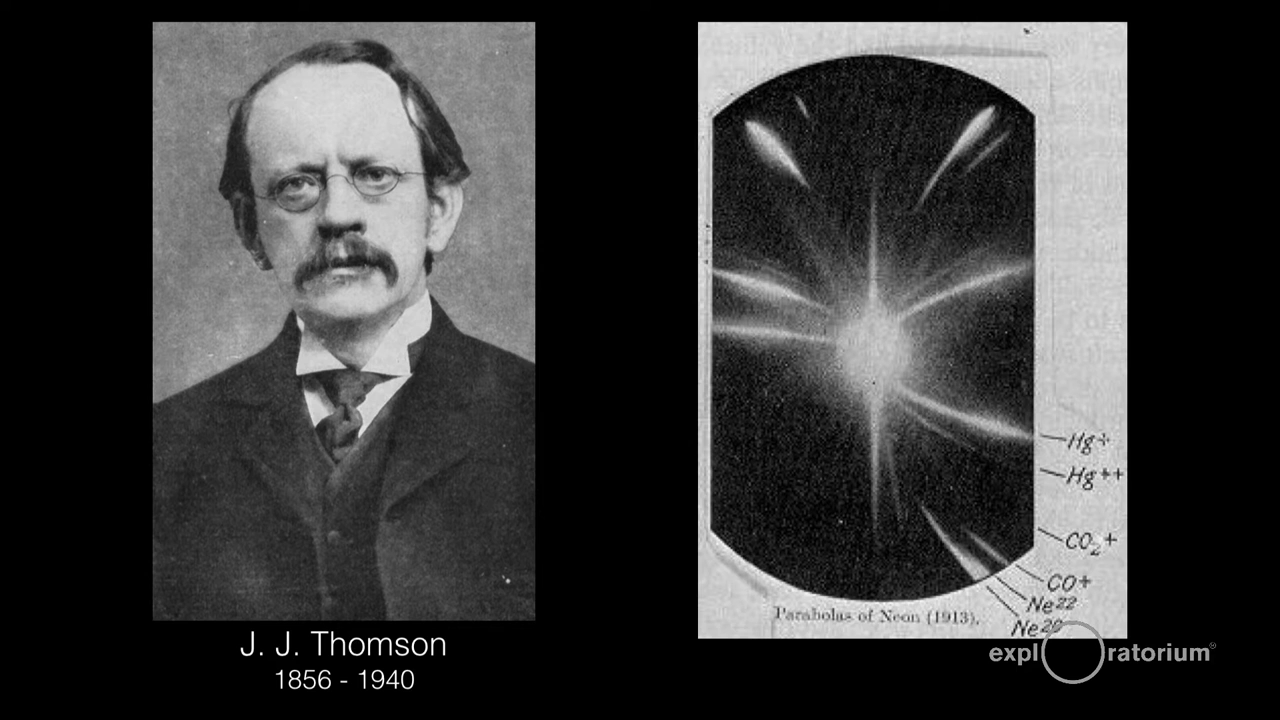 J. J. Thomson
1856 - 1940
Hg+
Hg++
CO₂+
CO+
Ne22
Ne20
Parabolas of Neon (1913).
exploratorium®